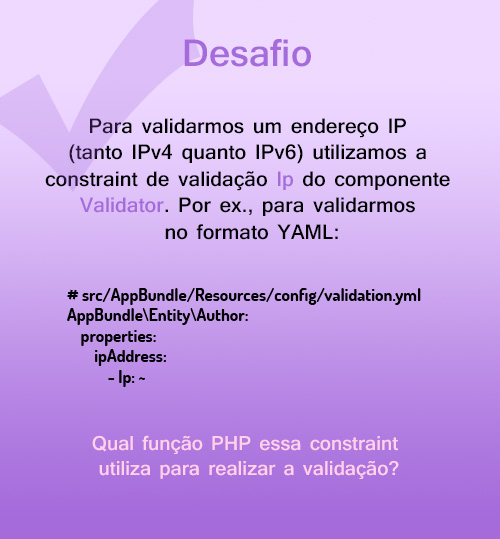 Desafio
Para validarmos um endereço IP
(tanto IPv4 quanto IPv6) utilizamos a
constraint de validação Ip do componente
Validator. Por ex., para validarmos
no formato YAML:
# src/AppBundle/Resources/config/validation.yml
AppBundle\Entity\Author:
properties:
ipAddress:
- Ip: ~
Qual função PHP essa constraint
utiliza para realizar a validação?